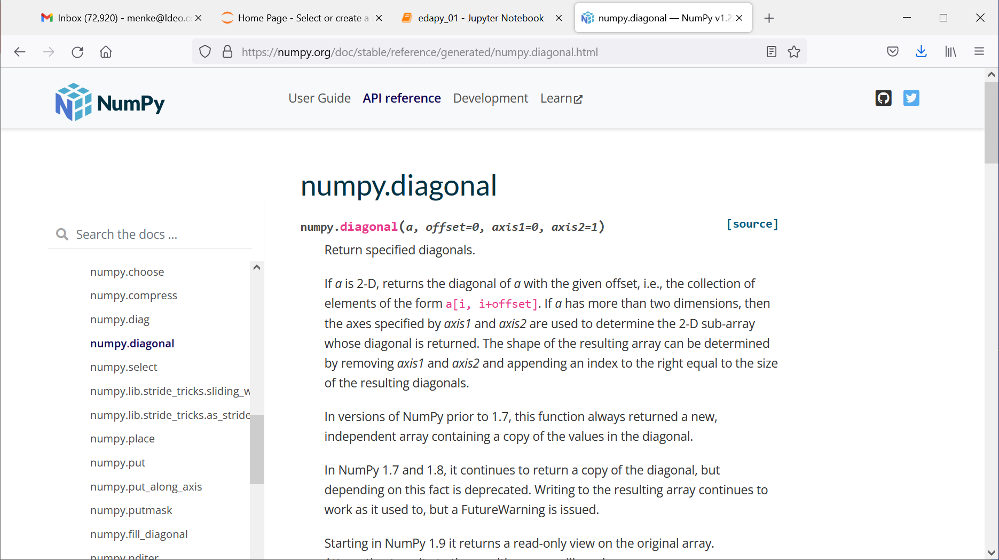 Inbox (72,920) - menke@ldeo.c
Home Page - Select or create a
edapy_01 - Jupyter Notebook
numpy.diagonal — NumPy v1.2
https://numpy.org/doc/stable/reference/generated/numpy.diagonal.html
NumPy
User Guide
API reference
Development
Learn
numpy.diagonal
Search the docs ...
numpy.choose
numpy.compress
numpy.diag
numpy.diagonal
numpy.select
numpy.lib.stride_tricks.sliding_w
numpy.lib.stride_tricks.as_stride
numpy.place
numpy.put
numpy.put_along_axis
numpy.putmask
numpy.fill_diagonal
numpy.nditer
numpy.diagonal(a, offset=0, axis1=0, axis2=1)
[source]
Return specified diagonals.
If a is 2-D, returns the diagonal of a with the given offset, i.e., the collection of
elements of the form a[i, i+offset]. If a has more than two dimensions, then
the axes specified by axis1 and axis2 are used to determine the 2-D sub-array
whose diagonal is returned. The shape of the resulting array can be determined
by removing axis1 and axis2 and appending an index to the right equal to the size
of the resulting diagonals.
In versions of NumPy prior to 1.7, this function always returned a new,
independent array containing a copy of the values in the diagonal.
In NumPy 1.7 and 1.8, it continues to return a copy of the diagonal, but
depending on this fact is deprecated. Writing to the resulting array continues to
work as it used to, but a FutureWarning is issued.
Starting in NumPy 1.9 it returns a read-only view on the original array.